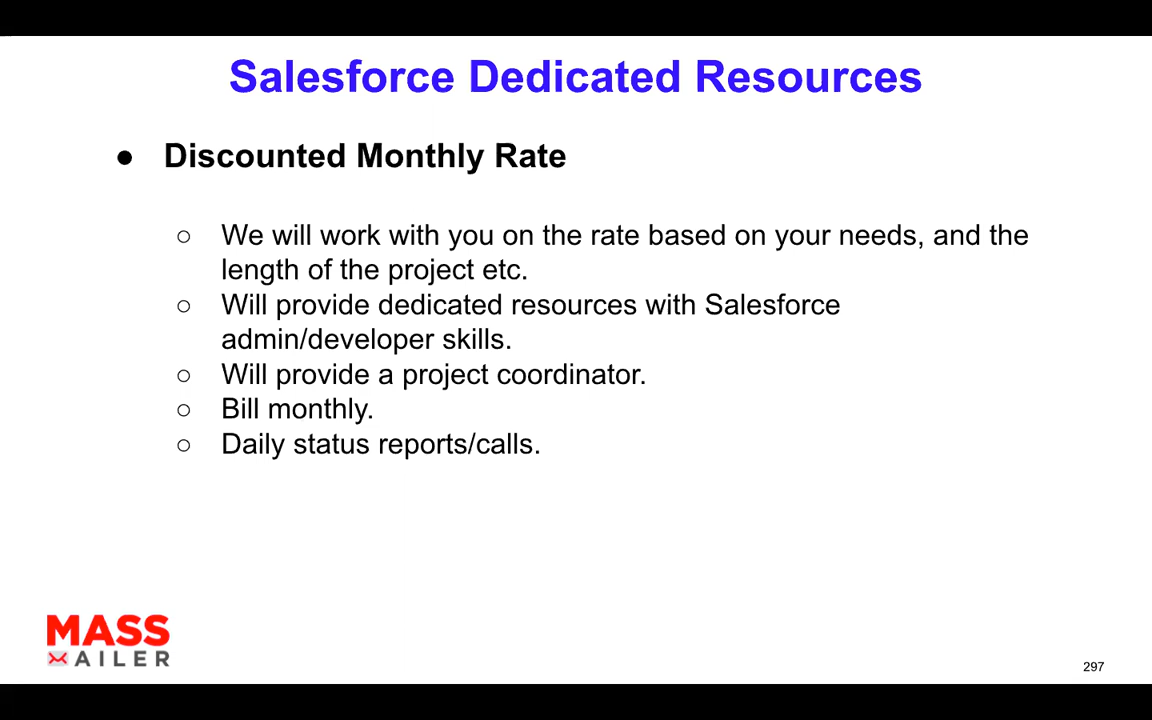 Salesforce Dedicated Resources
● Discounted Monthly Rate
○ We will work with you on the rate based on your needs, and the
length of the project etc.
○ Will provide dedicated resources with Salesforce
admin/developer skills.
○ Will provide a project coordinator.
○ Bill monthly.
○ Daily status reports/calls.
MASS
AILER
297